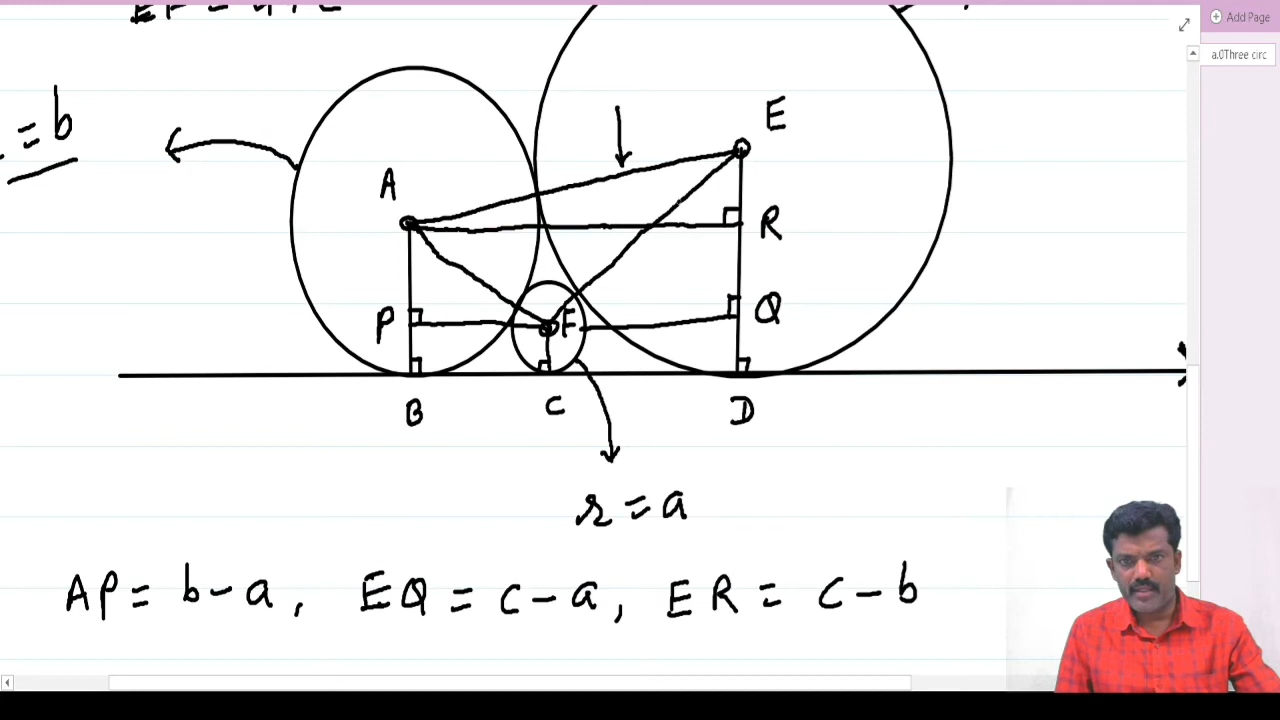 Add Page
a.0Three circ
= b
E
A
R
P
F
Q
B
C
D
r = a
AP = b - a, EQ = c - a, ER = c - b